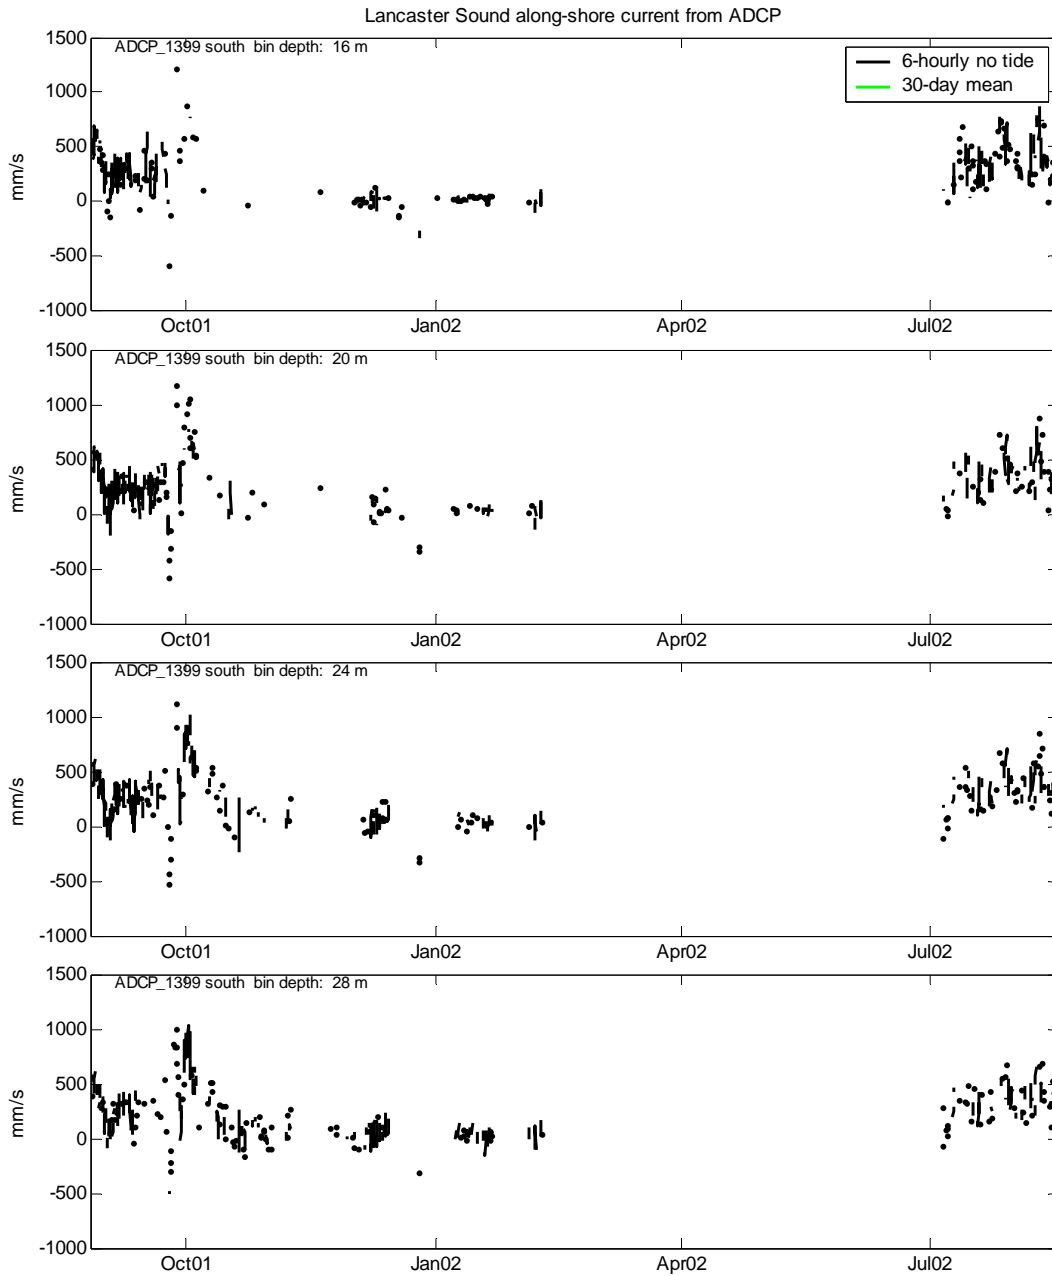 Lancaster Sound along-shore current from ADCP
1500
ADCP_1399 south bin depth: 16 m
6-hourly no tide
30-day mean
1000
500
0
-500
-1000
mm/s
Oct01 Jan02 Apr02 Jul02
1500
ADCP_1399 south bin depth: 20 m
1000
500
0
-500
-1000
mm/s
Oct01 Jan02 Apr02 Jul02
1500
ADCP_1399 south bin depth: 24 m
1000
500
0
-500
-1000
mm/s
Oct01 Jan02 Apr02 Jul02
1500
ADCP_1399 south bin depth: 28 m
1000
500
0
-500
-1000
mm/s
Oct01 Jan02 Apr02 Jul02